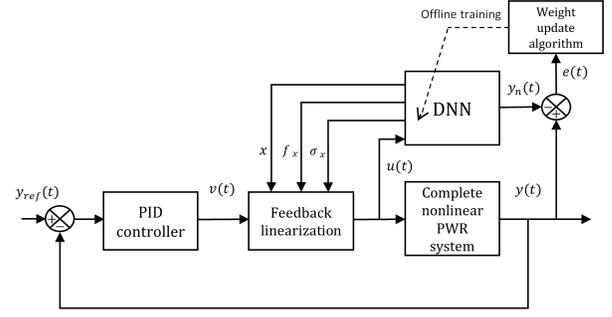 Offline training
Weight
update
algorithm
e(t)
y_n(t)
DNN
x
f_x
σ_x
u(t)
y_ref(t)
v(t)
y(t)
PID
controller
Feedback
linearization
Complete
nonlinear
PWR
system